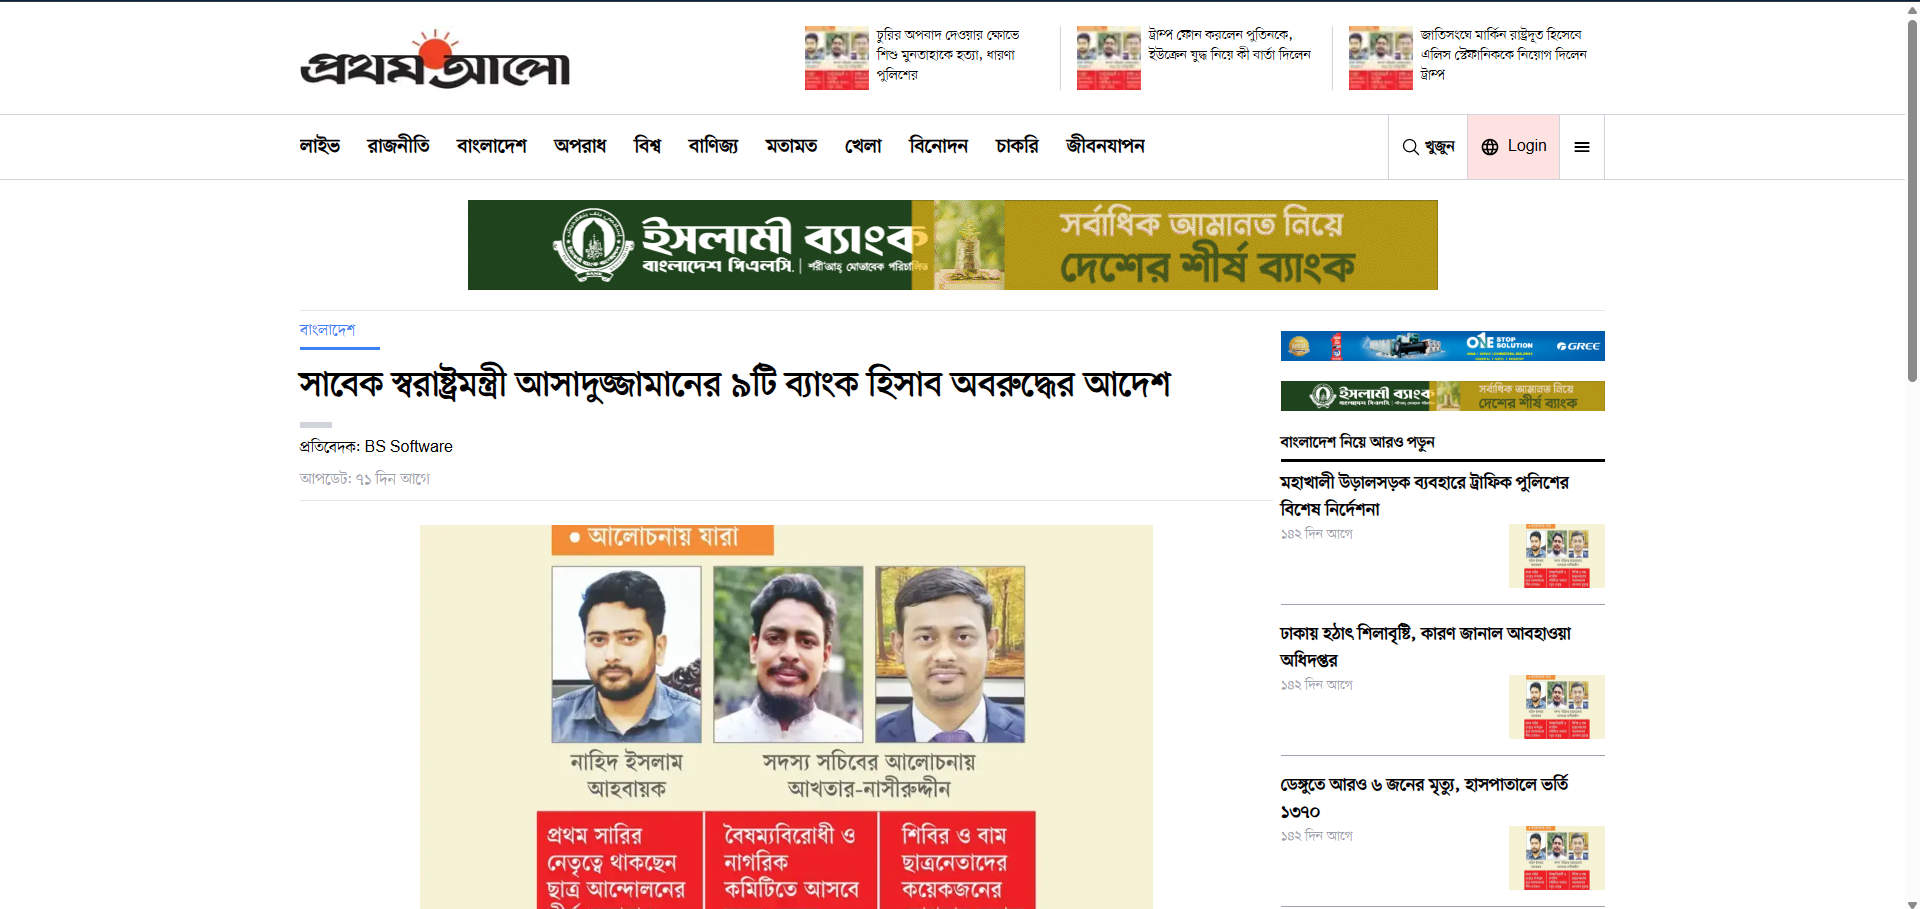 প্রথম আলো
চুরির অপবাদ দেওয়ার ক্ষোভে
শিশু মুনতাহাকে হত্যা, ধারণা
পুলিশের
ট্রাম্প ফোন করলেন পুতিনকে,
ইউক্রেন যুদ্ধ নিয়ে কী বার্তা দিলেন
জাতিসংঘে মার্কিন রাষ্ট্রদূত হিসেবে
এলিস স্টেফানিককে নিয়োগ দিলেন
ট্রাম্প
লাইভ রাজনীতি বাংলাদেশ অপরাধ বিশ্ব বাণিজ্য মতামত খেলা বিনোদন চাকরি জীবনযাপন
খুজুন Login
ইসলামী ব্যাংক
বাংলাদেশ পিএলসি. | শরী'আহ্ মোতাবেক পরিচালিত
সর্বাধিক আমানত নিয়ে
দেশের শীর্ষ ব্যাংক
বাংলাদেশ
সাবেক স্বরাষ্ট্রমন্ত্রী আসাদুজ্জামানের ৯টি ব্যাংক হিসাব অবরুদ্ধের আদেশ
প্রতিবেদক: BS Software
আপডেট: ৭১ দিন আগে
• আলোচনায় যারা
নাহিদ ইসলাম
আহবায়ক
সদস্য সচিবের আলোচনায়
আখতার-নাসীরুদ্দীন
প্রথম সারির
নেতৃত্বে থাকছেন
ছাত্র আন্দোলনের
বৈষম্যবিরোধী ও
নাগরিক
কমিটিতে আসবে
শিবির ও বাম
ছাত্রনেতাদের
কয়েকজনের
ONE STOP SOLUTION
GREE
ইসলামী ব্যাংক
সর্বাধিক আমানত নিয়ে
দেশের শীর্ষ ব্যাংক
বাংলাদেশ নিয়ে আরও পড়ুন
মহাখালী উড়ালসড়ক ব্যবহারে ট্রাফিক পুলিশের
বিশেষ নির্দেশনা
১৪২ দিন আগে
ঢাকায় হঠাৎ শিলাবৃষ্টি, কারণ জানাল আবহাওয়া
অধিদপ্তর
১৪২ দিন আগে
ডেঙ্গুতে আরও ৬ জনের মৃত্যু, হাসপাতালে ভর্তি
১৩৭০
১৪২ দিন আগে